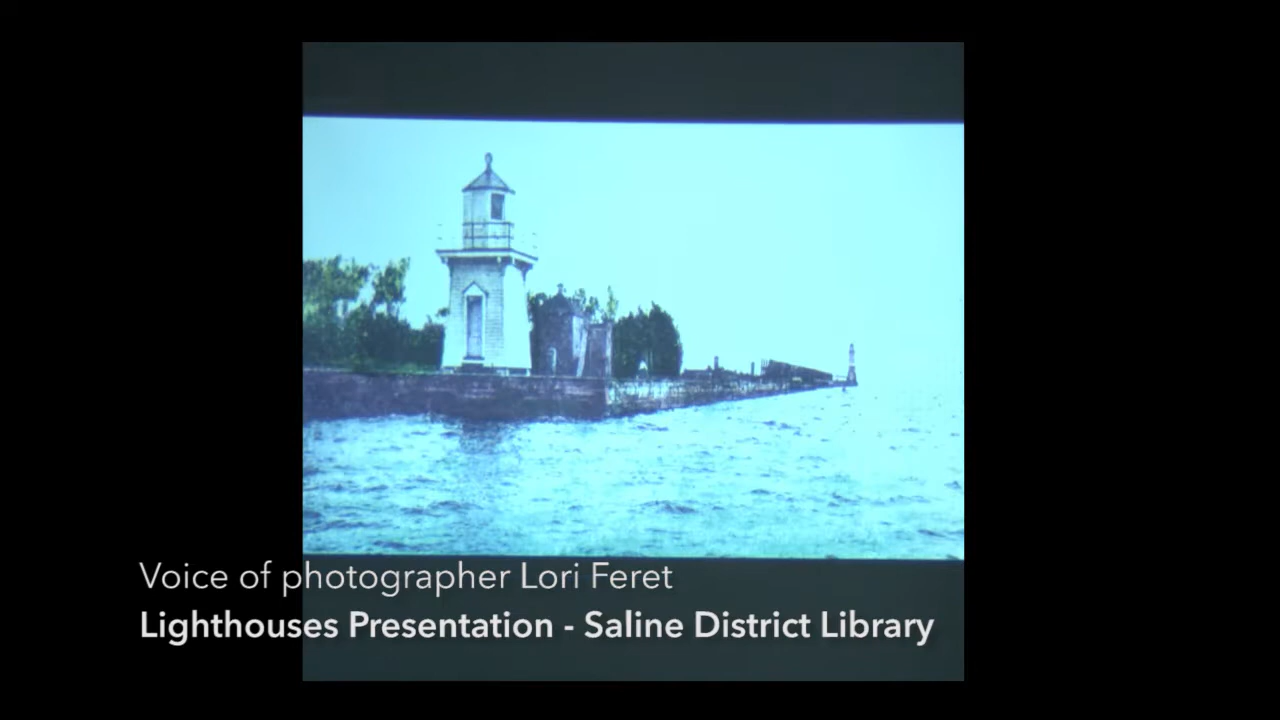 Voice of photographer Lori Feret
Lighthouses Presentation - Saline District Library